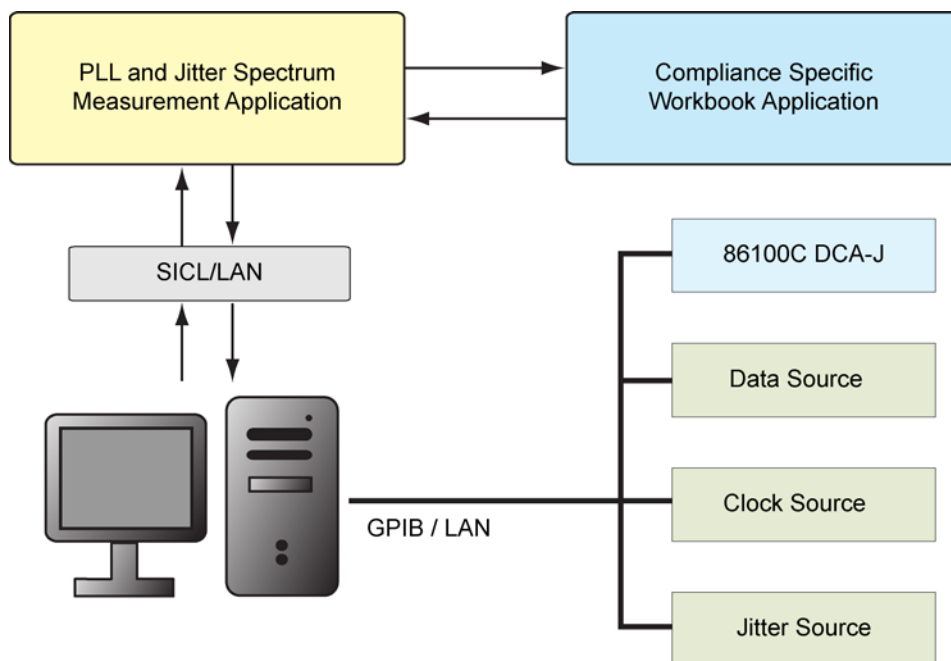 PLL and Jitter Spectrum
Measurement Application
Compliance Specific
Workbook Application
SICL/LAN
86100C DCA-J
Data Source
Clock Source
GPIB / LAN
Jitter Source